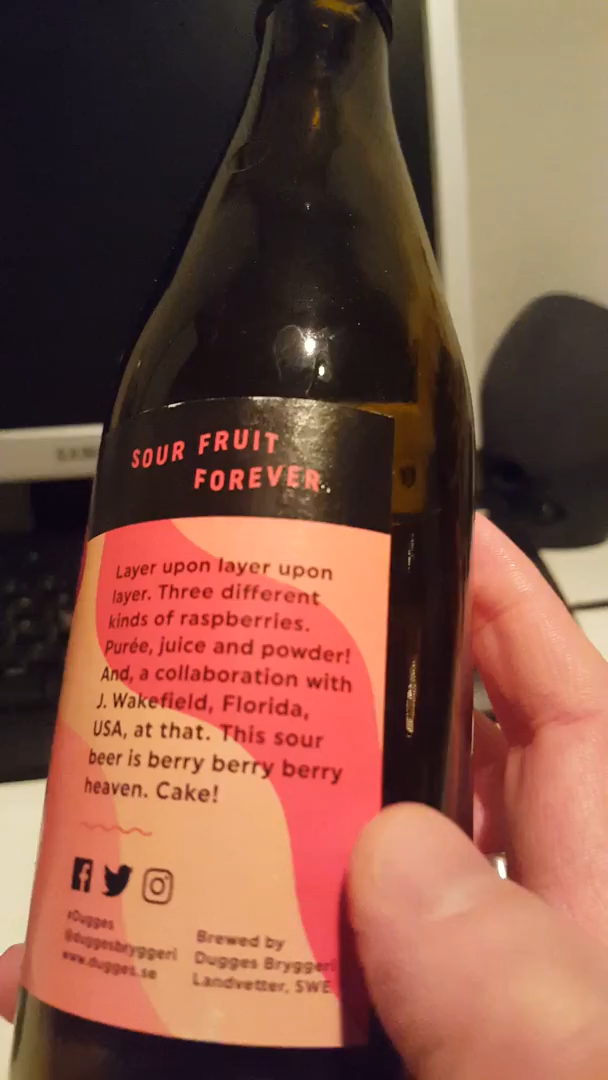 SOUR FRUIT
FOREVER
Layer upon layer upon
layer. Three different
kinds of raspberries.
Purée, juice and powder!
And, a collaboration with
J. Wakefield, Florida,
USA, at that. This sour
beer is berry berry berry
heaven. Cake!
#Dugges
@duggesbryggeri
www.dugges.se
Brewed by
Dugges Bryggeri
Landvetter, SWE